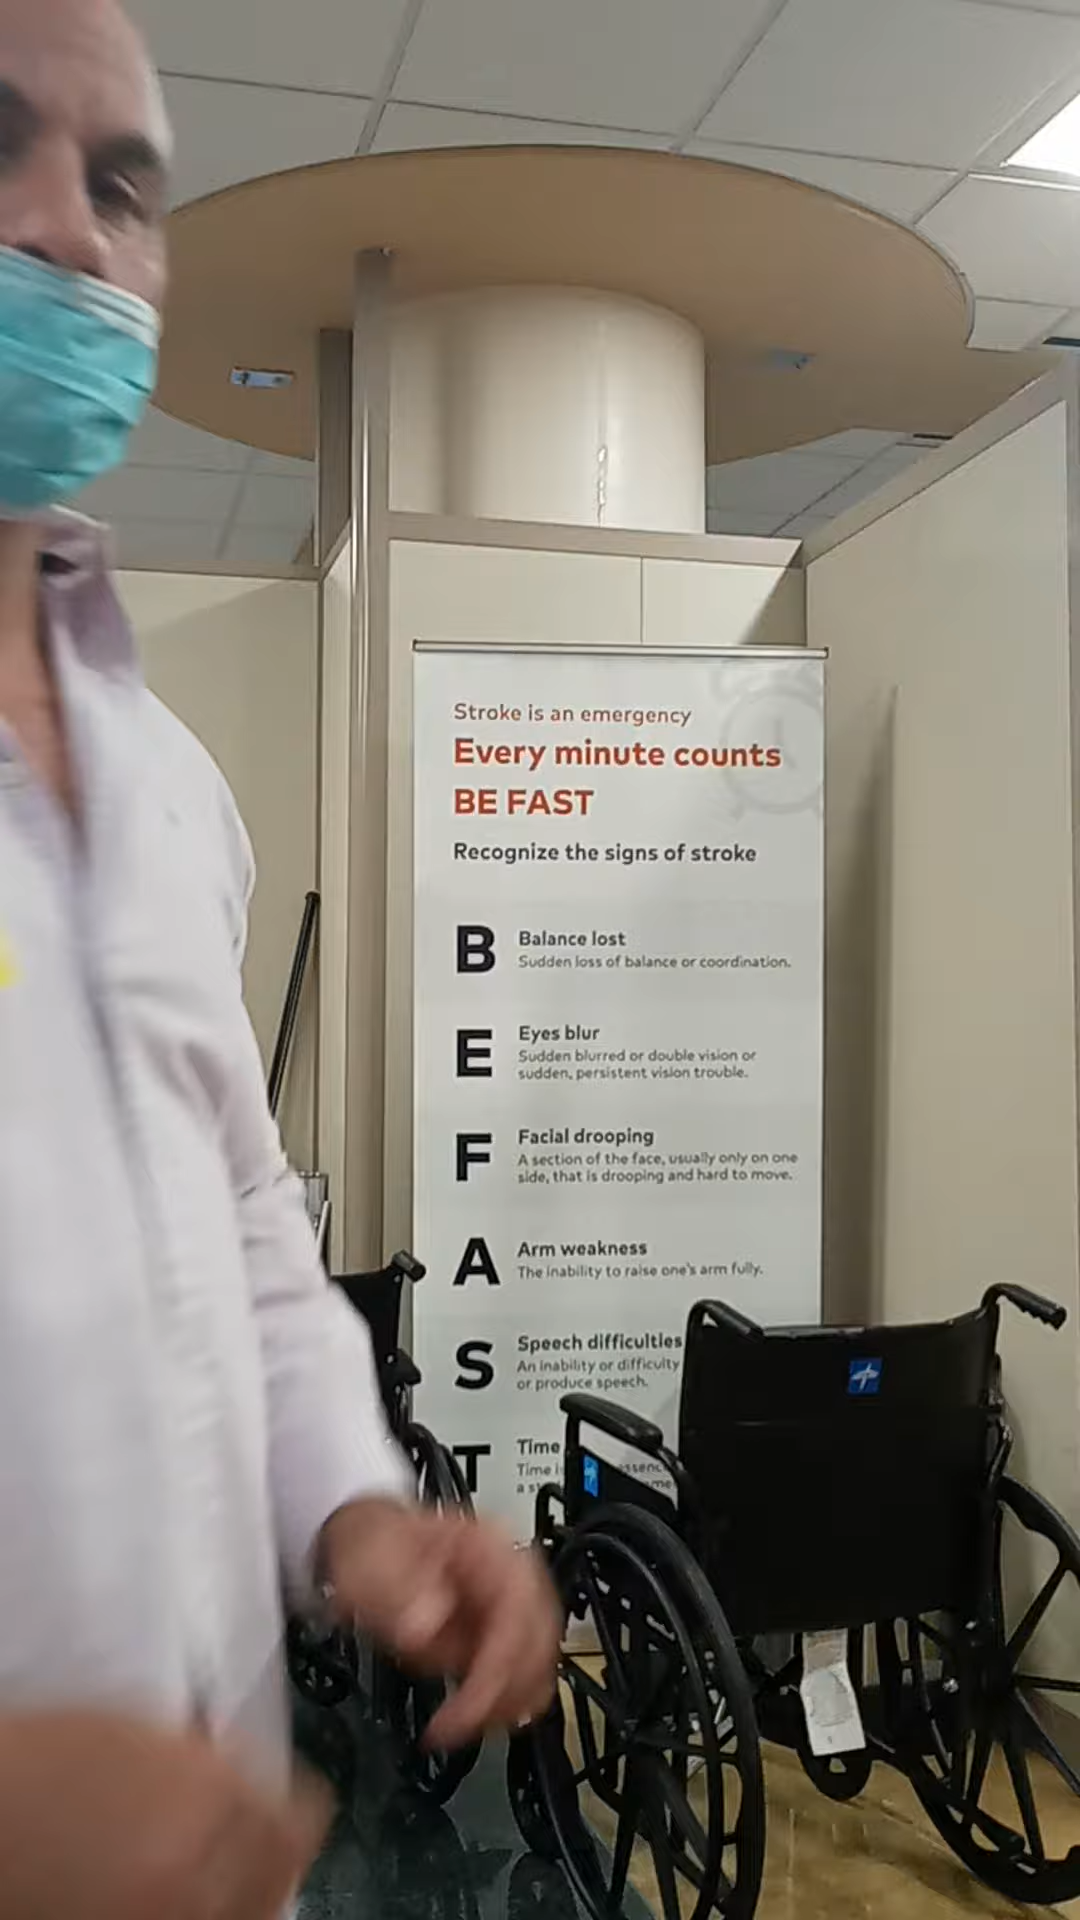 Stroke is an emergency
Every minute counts
BE FAST
Recognize the signs of stroke
B
Balance lost
Sudden loss of balance or coordination.
E
Eyes blur
Sudden blurred or double vision or
sudden, persistent vision trouble.
F
Facial drooping
A section of the face, usually only on one
side, that is drooping and hard to move.
A
Arm weakness
The inability to raise one's arm fully.
S
Speech difficulties
An inability or difficulty
or produce speech.
T
Time
Time
a